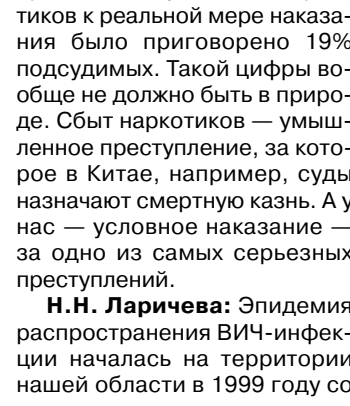 тиков к реальной мере наказа-
ния было приговорено 19%
подсудимых. Такой цифры во-
обще не должно быть в приро-
де. Сбыт наркотиков — умыш-
ленное преступление, за кото-
рое в Китае, например, суды
назначают смертную казнь. А у
нас — условное наказание —
за одно из самых серьезных
преступлений.
Н.Н. Ларичева: Эпидемия
распространения ВИЧ-инфек-
ции началась на территории
нашей области в 1999 году со